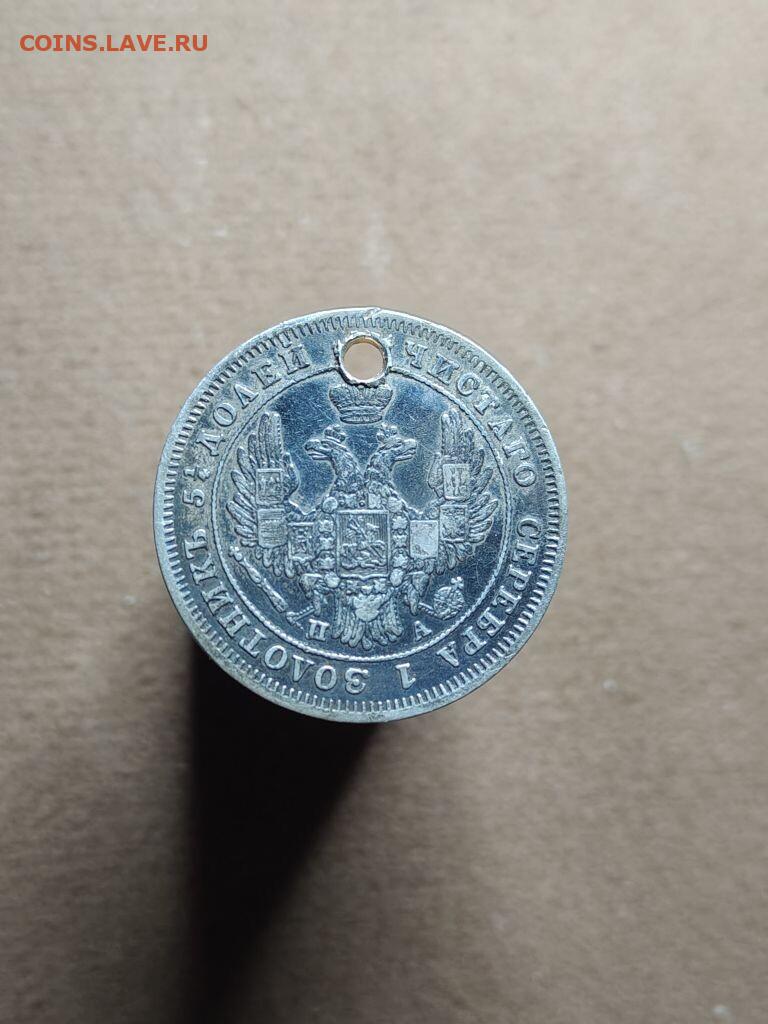 COINS.LAVE.RU
ЧИСТАГО СЕРЕБРА 1 ЗОЛОТНИКЪ 5¼ ДОЛЕЙ
П А